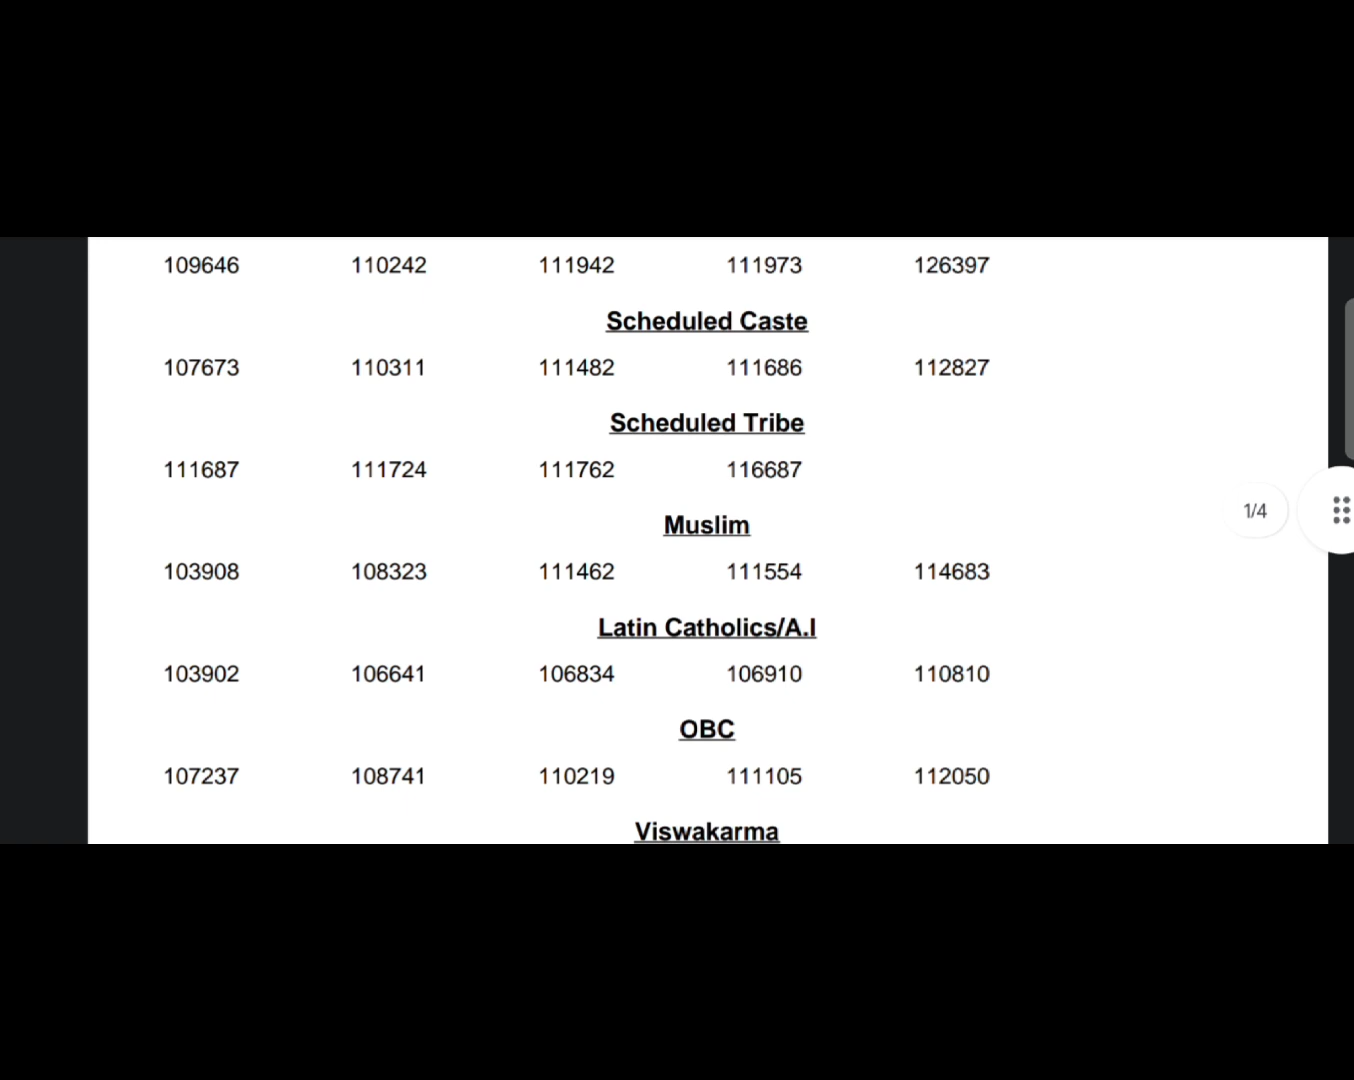 109646 110242 111942 111973 126397
Scheduled Caste
107673 110311 111482 111686 112827
Scheduled Tribe
111687 111724 111762 116687
1/4
Muslim
103908 108323 111462 111554 114683
Latin Catholics/A.I
103902 106641 106834 106910 110810
OBC
107237 108741 110219 111105 112050
Viswakarma